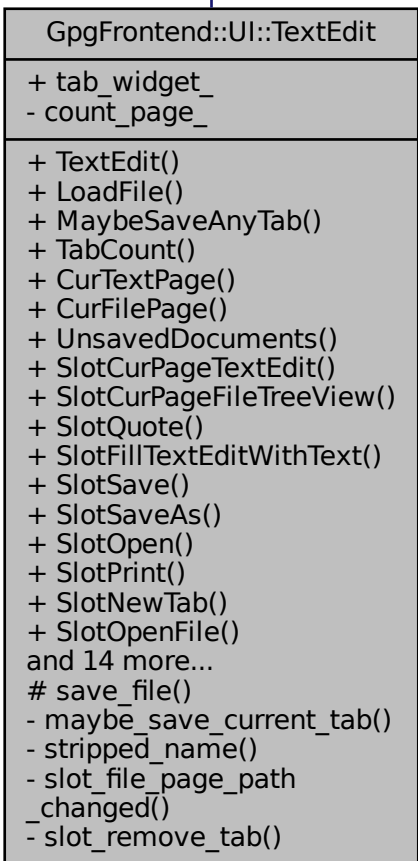 GpgFrontend::UI::TextEdit
+ tab_widget_
- count_page_
+ TextEdit()
+ LoadFile()
+ MaybeSaveAnyTab()
+ TabCount()
+ CurTextPage()
+ CurFilePage()
+ UnsavedDocuments()
+ SlotCurPageTextEdit()
+ SlotCurPageFileTreeView()
+ SlotQuote()
+ SlotFillTextEditWithText()
+ SlotSave()
+ SlotSaveAs()
+ SlotOpen()
+ SlotPrint()
+ SlotNewTab()
+ SlotOpenFile()
and 14 more...
# save_file()
- maybe_save_current_tab()
- stripped_name()
- slot_file_page_path
_changed()
- slot_remove_tab()